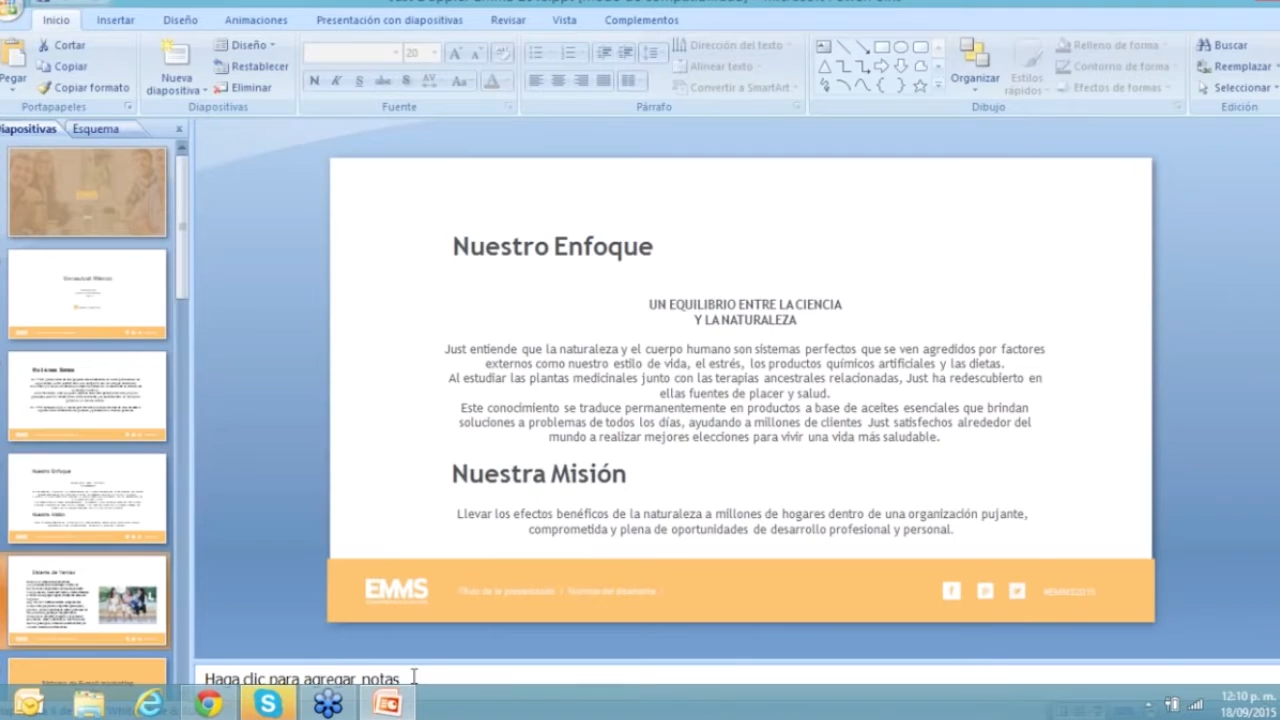 Inicio Insertar Diseño Animaciones Presentación con diapositivas Revisar Vista Complementos
Pegar
Cortar
Copiar
Copiar formato
Portapapeles
Nueva diapositiva
Diseño
Restablecer
Eliminar
Diapositivas
20
Fuente
Dirección del texto
Alinear texto
Convertir a SmartArt
Párrafo
Organizar
Estilos rápidos
Relleno de forma
Contorno de forma
Efectos de formas
Dibujo
Buscar
Reemplazar
Seleccionar
Edición
Diapositivas Esquema
Nuestro Enfoque
UN EQUILIBRIO ENTRE LA CIENCIA
Y LA NATURALEZA
Just entiende que la naturaleza y el cuerpo humano son sistemas perfectos que se ven agredidos por factores
externos como nuestro estilo de vida, el estrés, los productos químicos artificiales y las dietas.
Al estudiar las plantas medicinales junto con las terapias ancestrales relacionadas, Just ha redescubierto en
ellas fuentes de placer y salud.
Este conocimiento se traduce permanentemente en productos a base de aceites esenciales que brindan
soluciones a problemas de todos los días, ayudando a millones de clientes Just satisfechos alrededor del
mundo a realizar mejores elecciones para vivir una vida más saludable.
Nuestra Misión
Llevar los efectos benéficos de la naturaleza a millones de hogares dentro de una organización pujante,
comprometida y plena de oportunidades de desarrollo profesional y personal.
EMMS
#EMMS2015
Haga clic para agregar notas
12:10 p. m.
18/09/2015